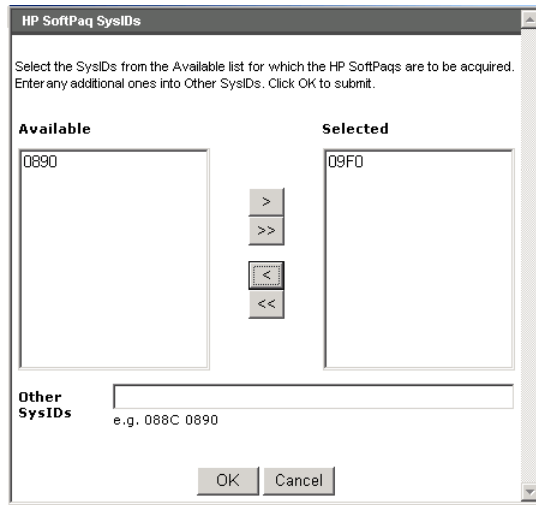 HP SoftPaq SysIDs
Select the SysIDs from the Available list for which the HP SoftPaqs are to be acquired.
Enter any additional ones into Other SysIDs. Click OK to submit.
Available
Selected
0890
09F0
>
>>
<
<<
Other
SysIDs
e.g. 088C 0890
OK
Cancel